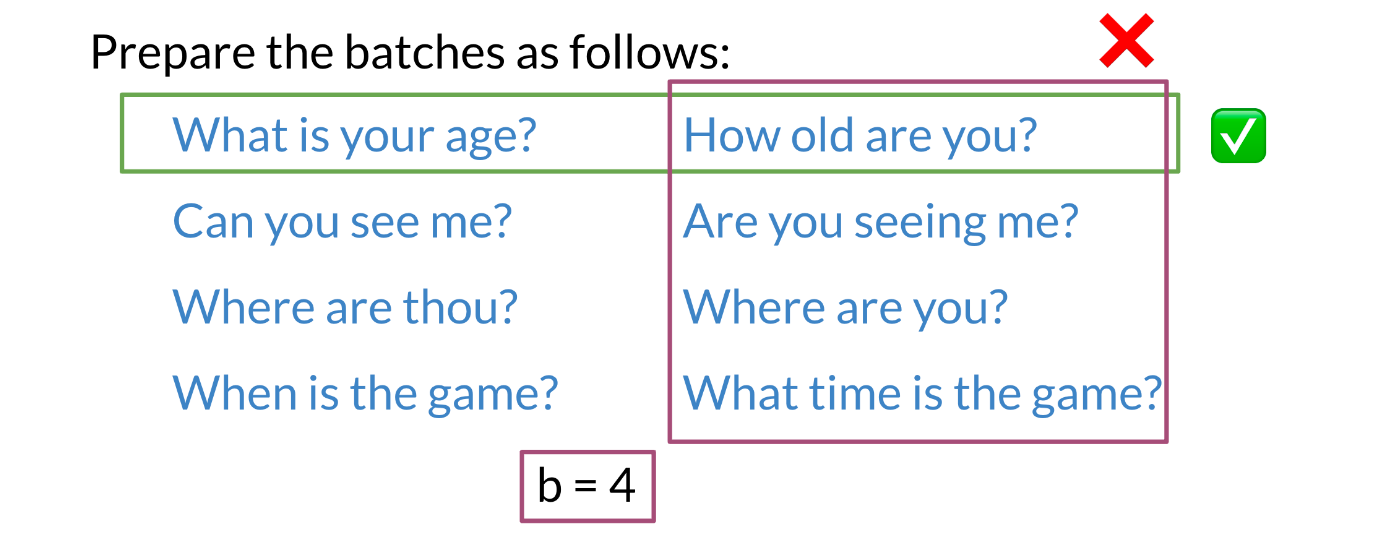 Prepare the batches as follows:
What is your age? How old are you?
Can you see me? Are you seeing me?
Where are thou? Where are you?
When is the game? What time is the game?
b = 4